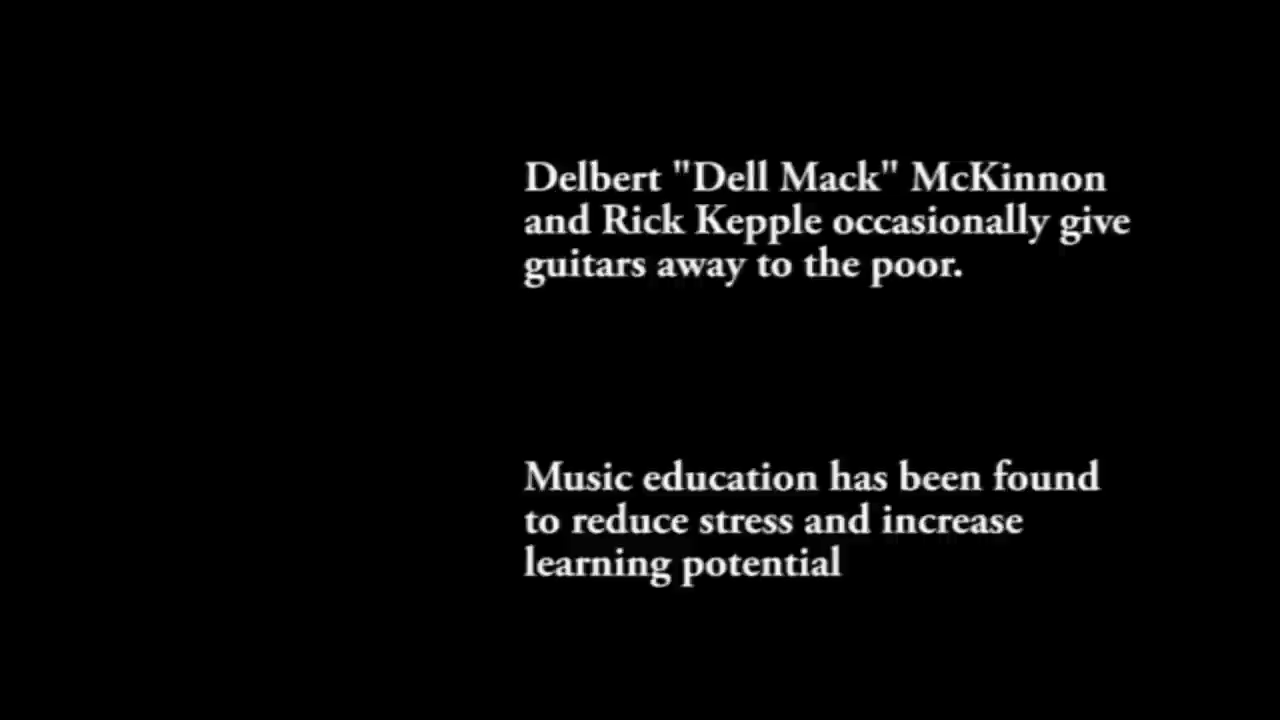 Delbert "Dell Mack" McKinnon
and Rick Kepple occasionally give
guitars away to the poor.
Music education has been found
to reduce stress and increase
learning potential